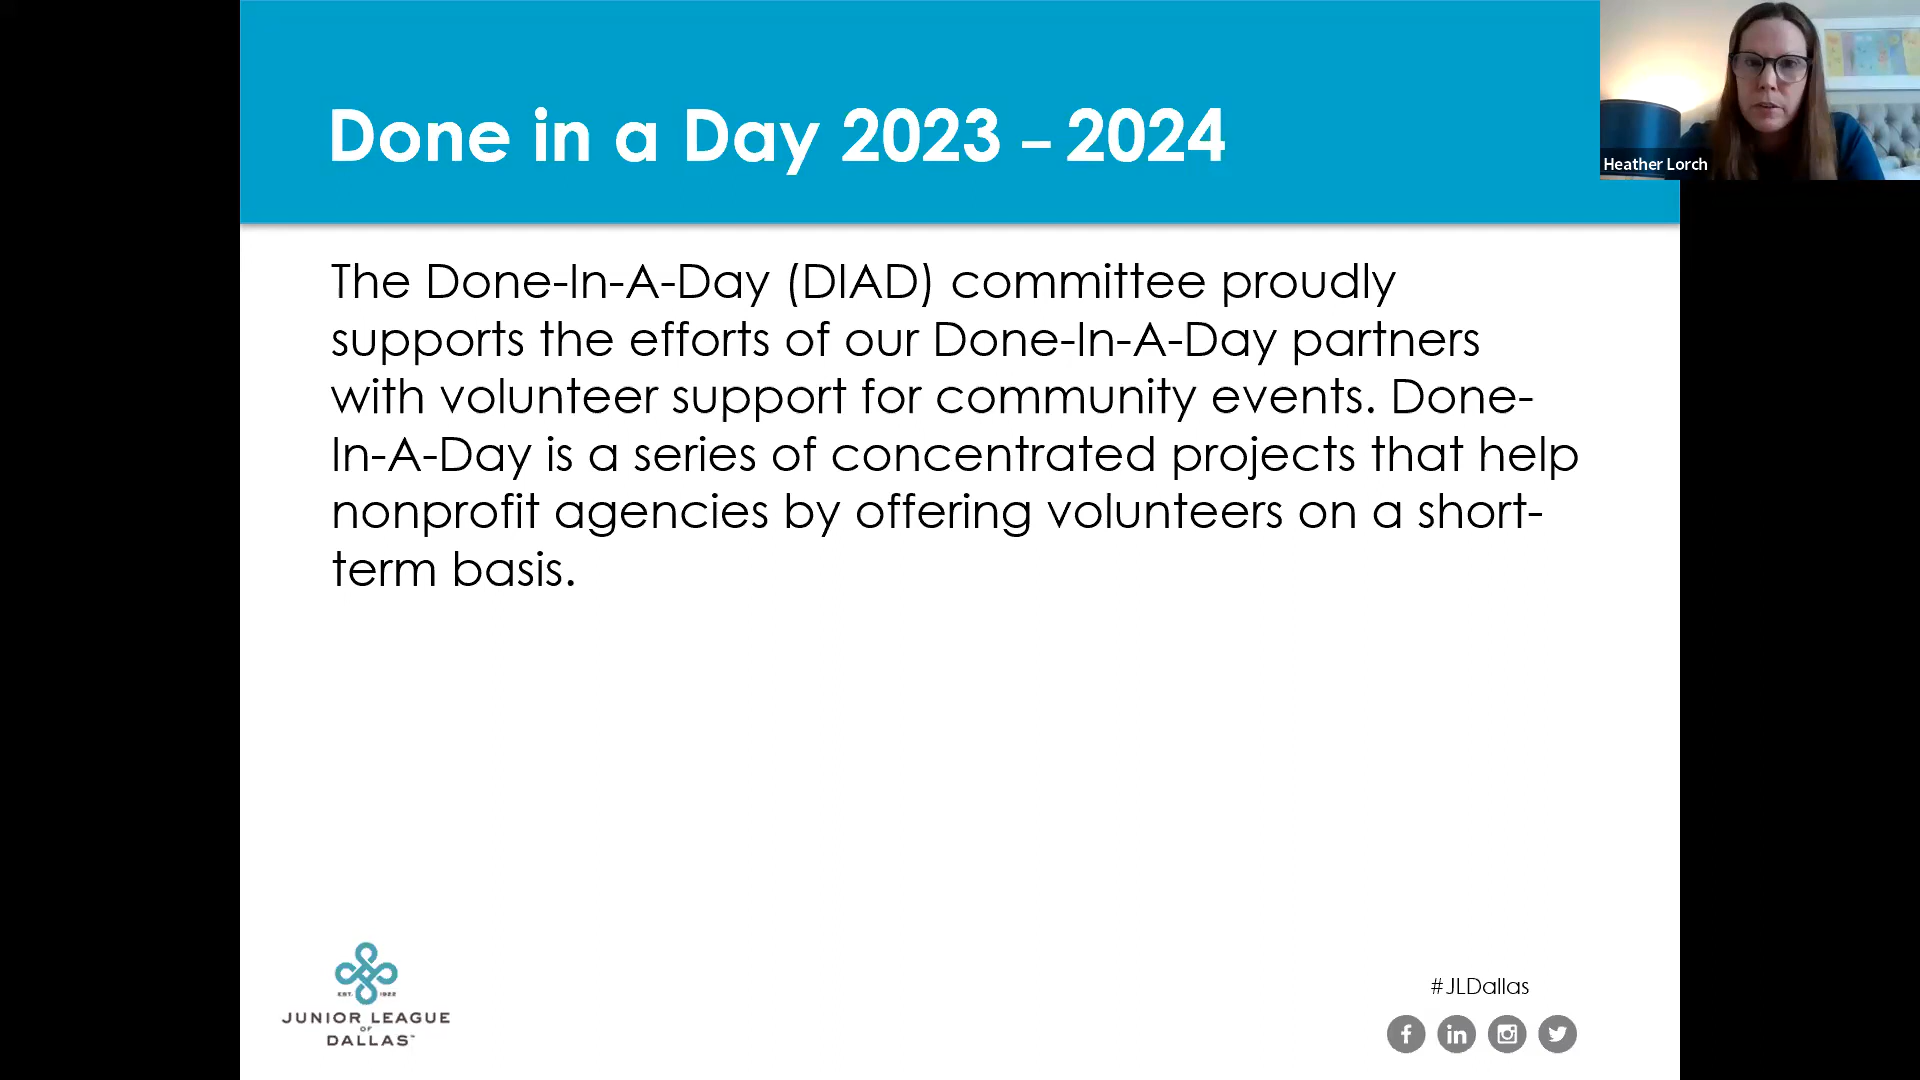 Done in a Day 2023 – 2024
Heather Lorch
The Done-In-A-Day (DIAD) committee proudly
supports the efforts of our Done-In-A-Day partners
with volunteer support for community events. Done-
In-A-Day is a series of concentrated projects that help
nonprofit agencies by offering volunteers on a short-
term basis.
EST. 1922
JUNIOR LEAGUE
OF
DALLAS™
#JLDallas
f in